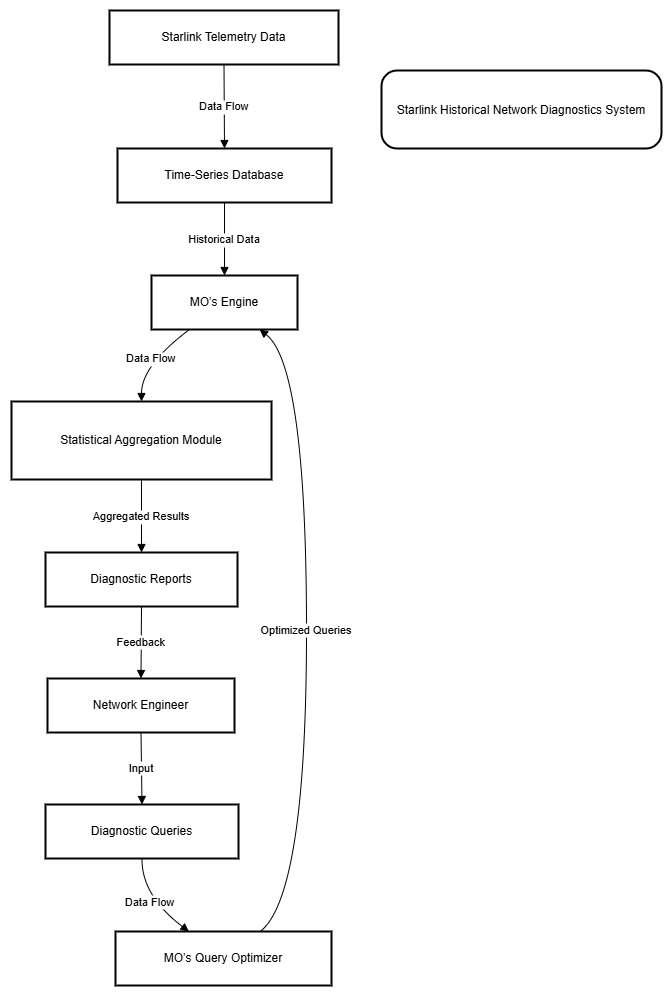 Starlink Telemetry Data
Starlink Historical Network Diagnostics System
Data Flow
Time-Series Database
Historical Data
MO's Engine
Data Flow
Statistical Aggregation Module
Aggregated Results
Diagnostic Reports
Optimized Queries
Feedback
Network Engineer
Input
Diagnostic Queries
Data Flow
MO's Query Optimizer